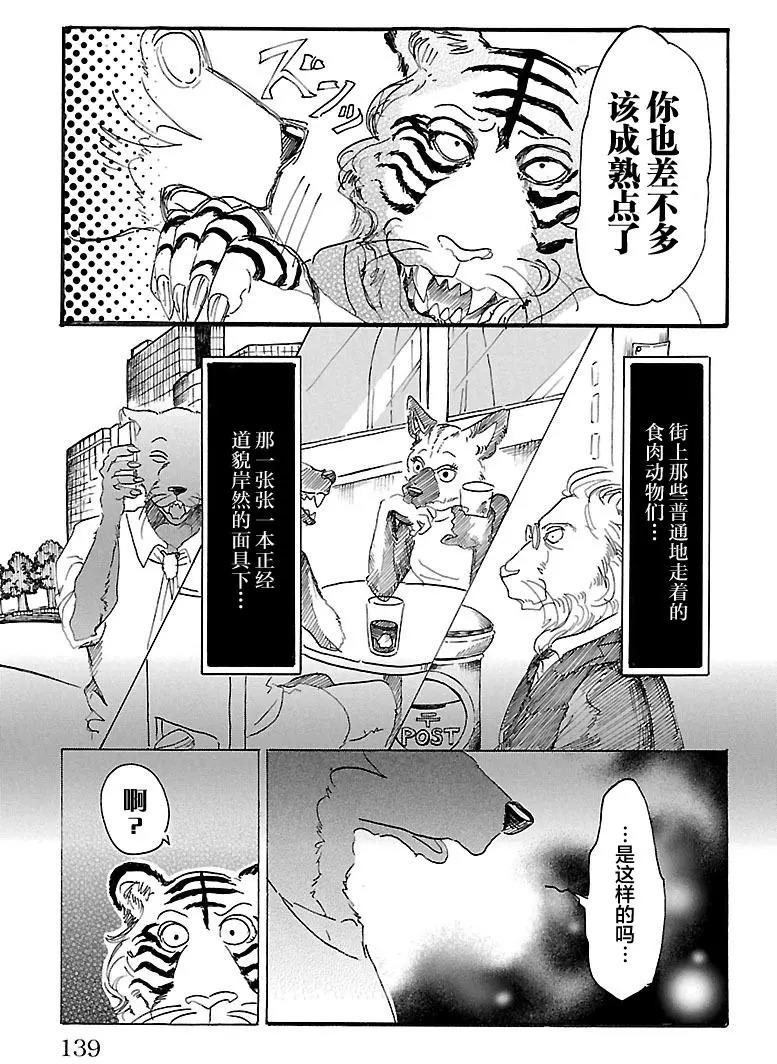 你也差不多
该成熟点了
ズンッ
街上那些普通地走着的
食肉动物们…
那一张张一本正经
道貌岸然的面具下…
〒
POST
…是这样的吗…
啊？
139